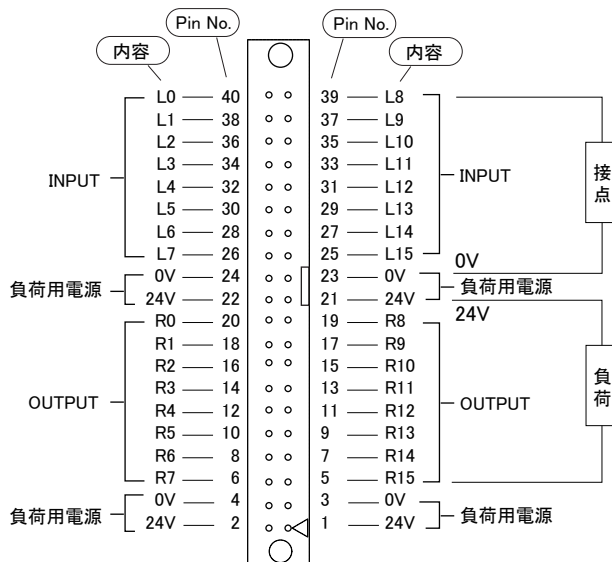 Pin No. Pin No.
内容 内容
L0 40 39 L8
L1 38 37 L9
L2 36 35 L10
L3 34 33 L11
L4 32 31 L12
INPUT INPUT 接点
L5 30 29 L13
L6 28 27 L14
L7 26 25 L15
0V
0V 24 23 0V
負荷用電源 負荷用電源
24V 22 21 24V
24V
R0 20 19 R8
R1 18 17 R9
R2 16 15 R10
R3 14 13 R11
R4 12 11 R12
OUTPUT OUTPUT 負荷
R5 10 9 R13
R6 8 7 R14
R7 6 5 R15
0V 4 3 0V
負荷用電源 負荷用電源
24V 2 1 24V